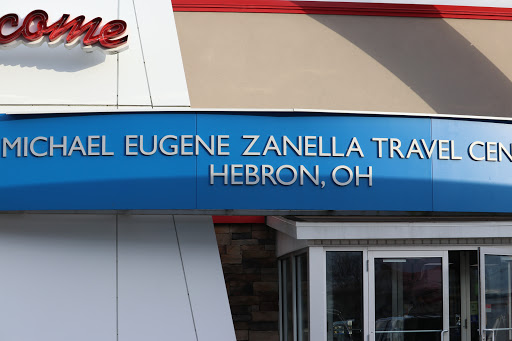 come
MICHAEL EUGENE ZANELLA TRAVEL CEN
HEBRON, OH